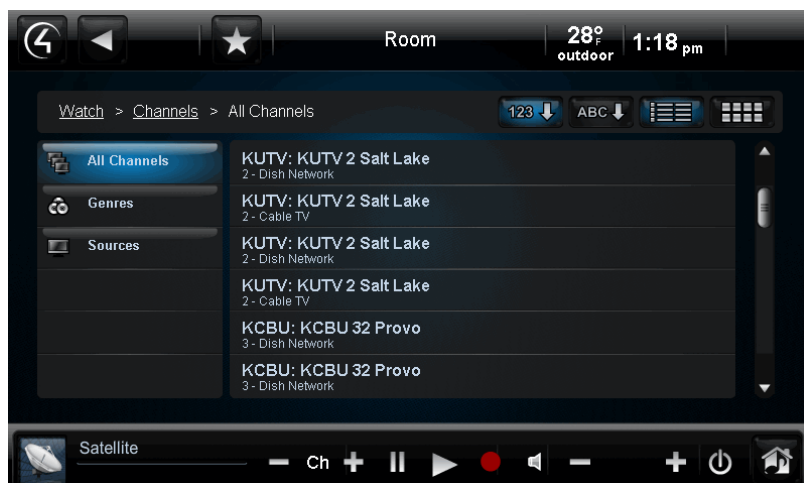 Room
28°F
outdoor
1:18 pm
Watch > Channels > All Channels
123
ABC
All Channels
Genres
Sources
KUTV: KUTV 2 Salt Lake
2 - Dish Network
KUTV: KUTV 2 Salt Lake
2 - Cable TV
KUTV: KUTV 2 Salt Lake
2 - Dish Network
KUTV: KUTV 2 Salt Lake
2 - Cable TV
KCBU: KCBU 32 Provo
3 - Dish Network
KCBU: KCBU 32 Provo
3 - Dish Network
Satellite
Ch